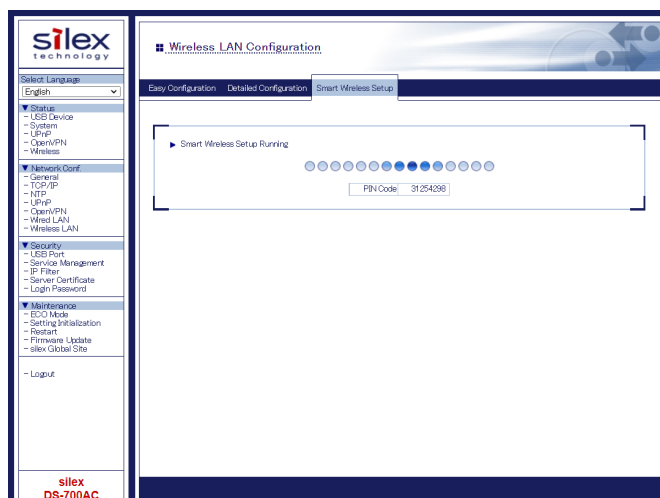 silex
technology
Select Language
English
▼ Status
- USB Device
- System
- UPnP
- OpenVPN
- Wireless
▼ Network Conf.
- General
- TCP/IP
- NTP
- UPnP
- OpenVPN
- Wired LAN
- Wireless LAN
▼ Security
- USB Port
- Service Management
- IP Filter
- Server Certificate
- Login Password
▼ Maintenance
- ECO Mode
- Setting Initialization
- Restart
- Firmware Update
- silex Global Site
- Logout
silex
DS-700AC
Wireless LAN Configuration
Easy Configuration Detailed Configuration Smart Wireless Setup
Smart Wireless Setup Running
PIN Code 31254298